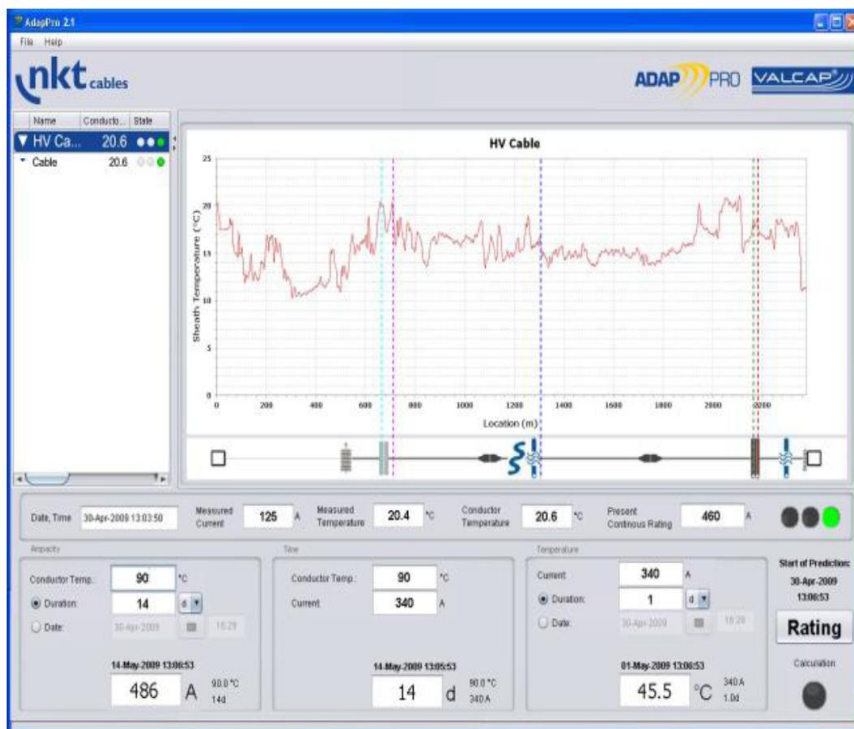 AdapPro 2.1
File Help
nkt cables
ADAP PRO VALCAP
Name Conducto... State
HV Ca... 20.6
Cable 20.6
HV Cable
Sheath Temperature (°C)
25
20
15
10
5
0
0 200 400 600 800 1000 1200 1400 1600 1800 2000 2200
Location (m)
Date, Time 30-Apr-2009 13:03:50 Measured Current 125 A Measured Temperature 20.4 °C Conductor Temperature 20.6 °C Present Continous Rating 460 A
Ampacity
Conductor Temp.: 90 °C
Duration: 14 d
Date: 30-Apr-2009 18:29
14-May-2009 13:06:53
486 A 90.0 °C
14d
Time
Conductor Temp.: 90 °C
Current: 340 A
14-May-2009 13:05:53
14 d 90.0 °C
340 A
Temperature
Current: 340 A
Duration: 1 d
Date: 30-Apr-2009 18:29
01-May-2009 13:06:53
45.5 °C 340 A
1.0d
Start of Prediction:
30-Apr-2009
13:06:53
Rating
Calculation